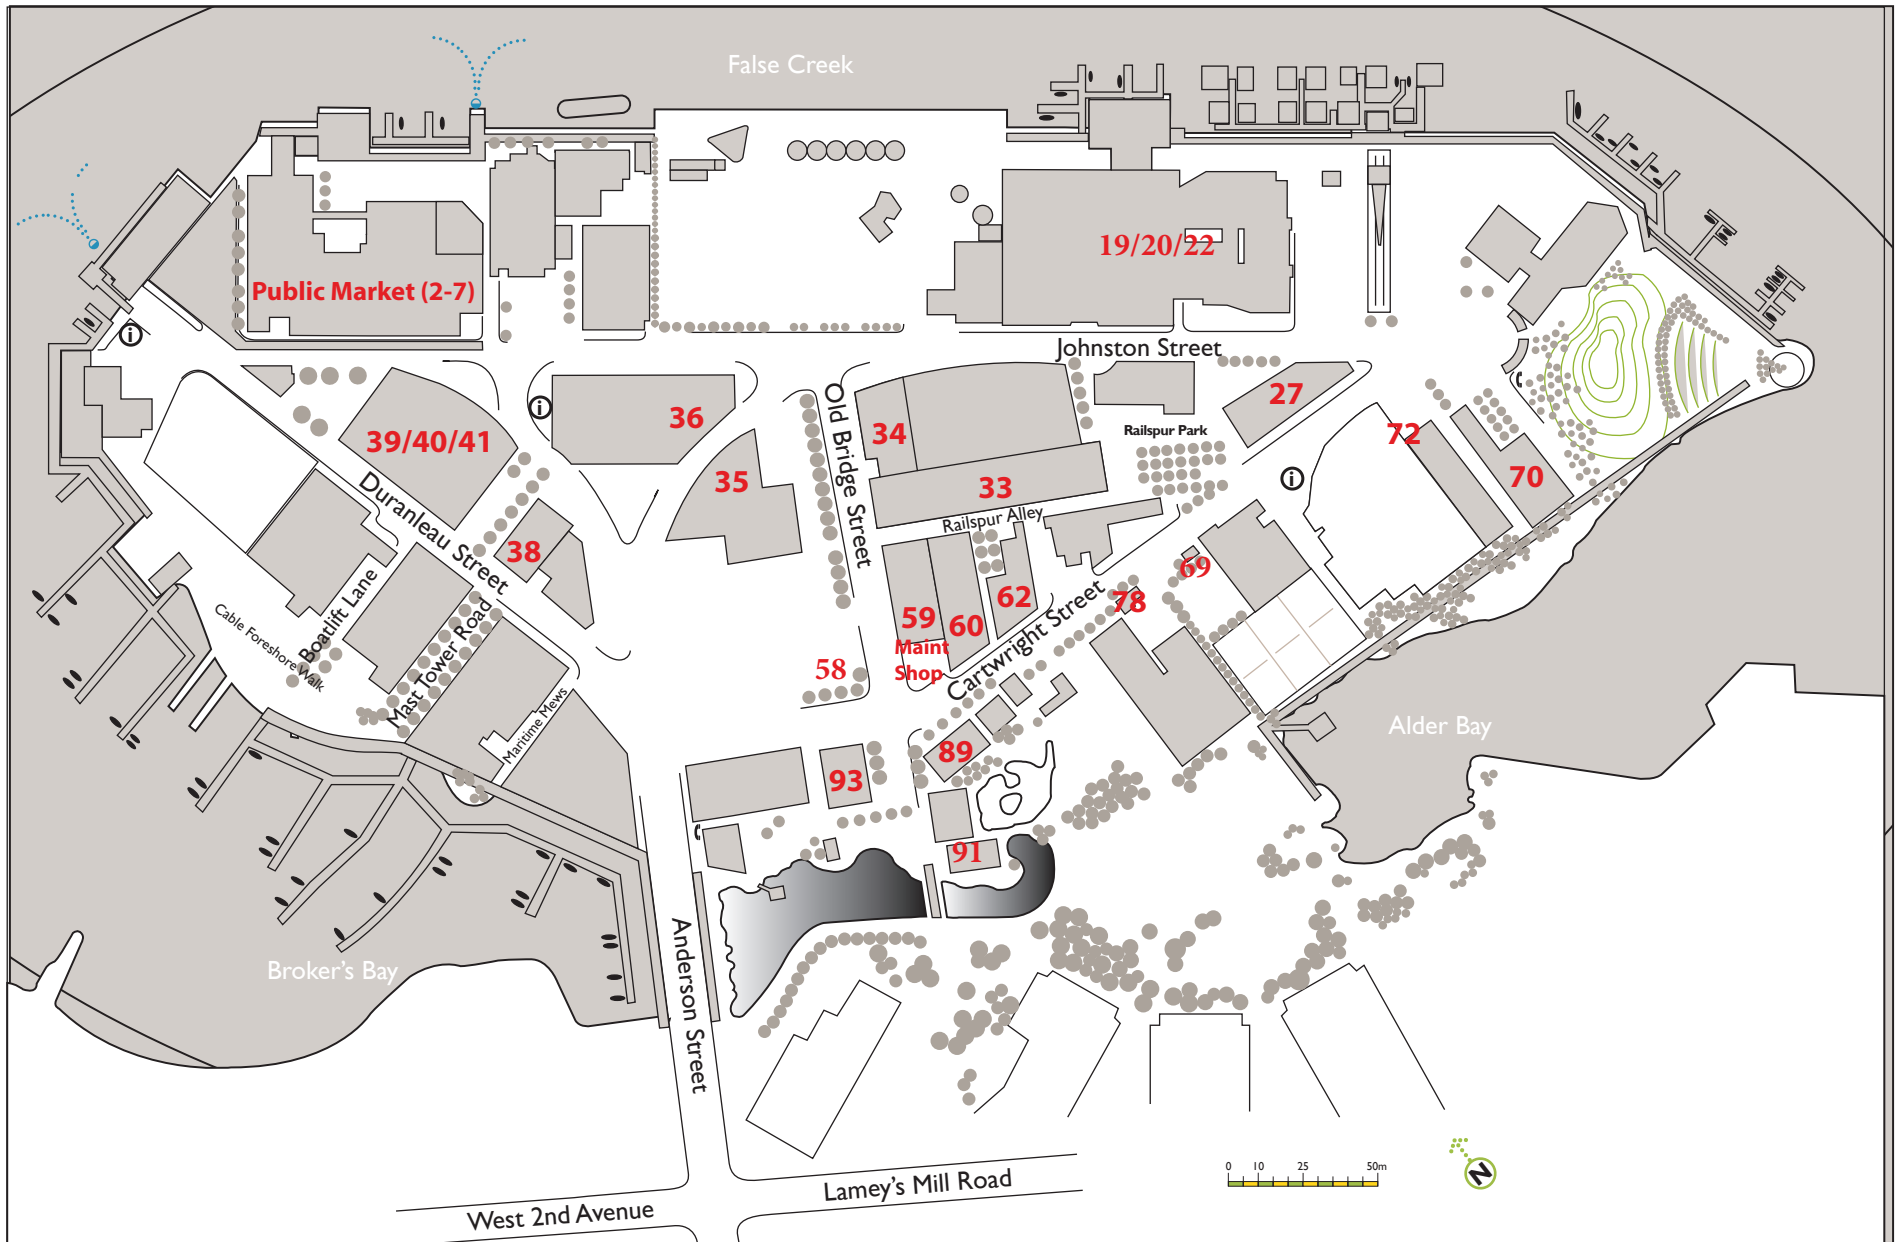 False Creek
19/20/22
Public Market (2-7)
i
Johnston Street
Old Bridge Street
27
36
i
34
39/40/41
Railspur Park
72
35
33
i
70
Duranleau Street
Railspur Alley
38
69
Boatlift Lane
Cable Foreshore Walk
Mast Tower Road
59
Maint
Shop
60
62
78
Cartwright Street
58
Maritime Mews
Alder Bay
89
93
91
Broker's Bay
Anderson Street
0 10 25 50m
N
Lamey's Mill Road
West 2nd Avenue